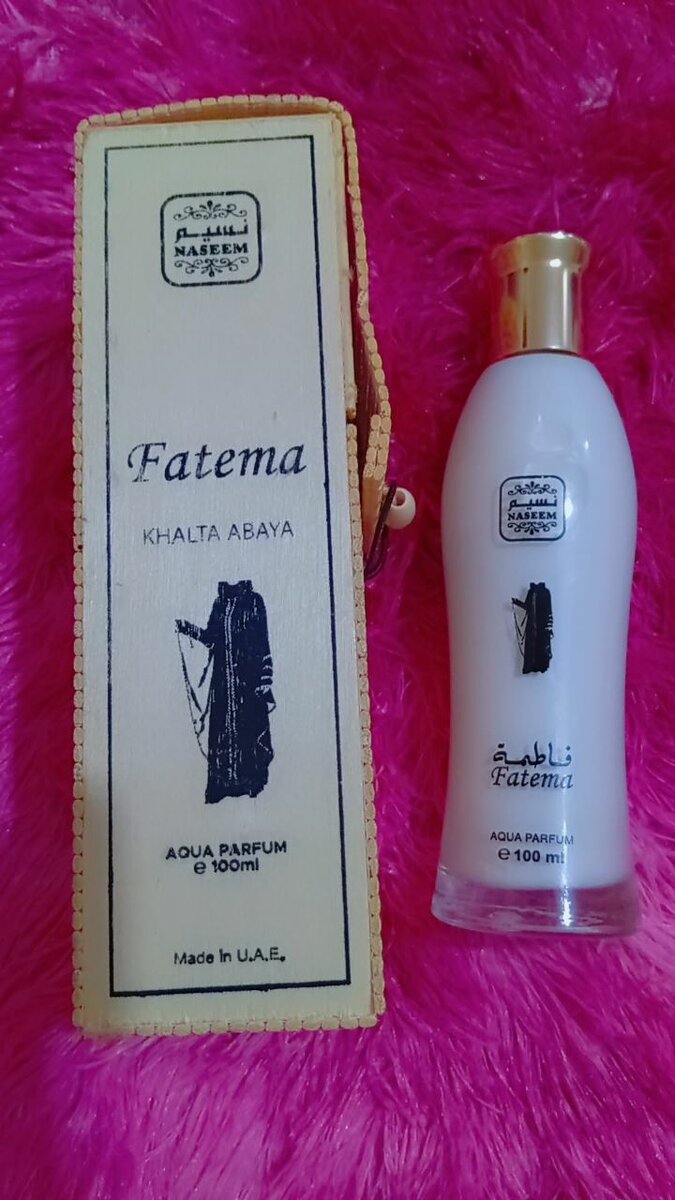 نسيم
NASEEM
Fatema
KHALTA ABAYA
AQUA PARFUM
e 100ml
Made in U.A.E.
نسيم
NASEEM
فاطمة
Fatema
AQUA PARFUM
e 100 ml